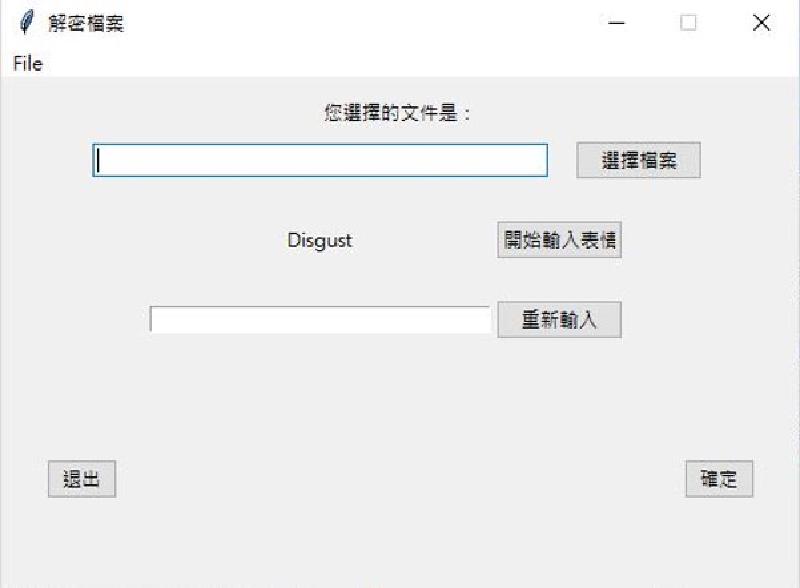 解密檔案
File
您選擇的文件是：
選擇檔案
Disgust
開始輸入表情
重新輸入
退出
確定